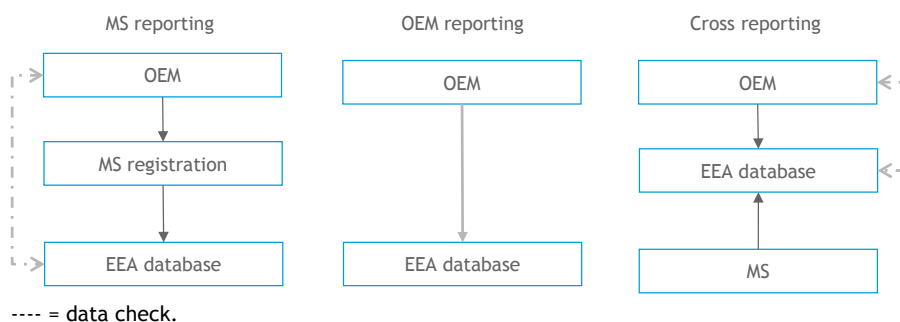 MS reporting
OEM
MS registration
EEA database
OEM reporting
OEM
EEA database
Cross reporting
OEM
EEA database
MS
---- = data check.